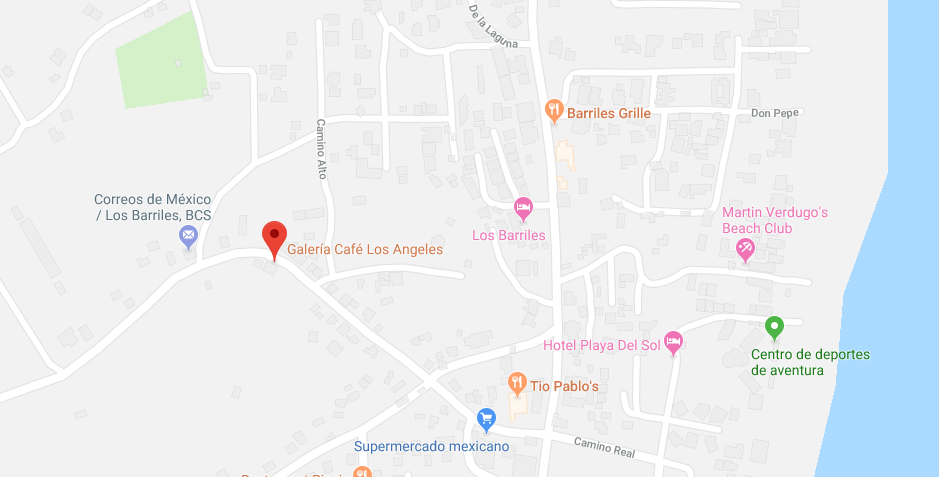 De la Laguna
Barriles Grille
Don Pepe
Camino Alto
Correos de México
/ Los Barriles, BCS
Martin Verdugo's
Beach Club
Los Barriles
Galería Café Los Angeles
Hotel Playa Del Sol
Centro de deportes
de aventura
Tio Pablo's
Supermercado mexicano
Camino Real